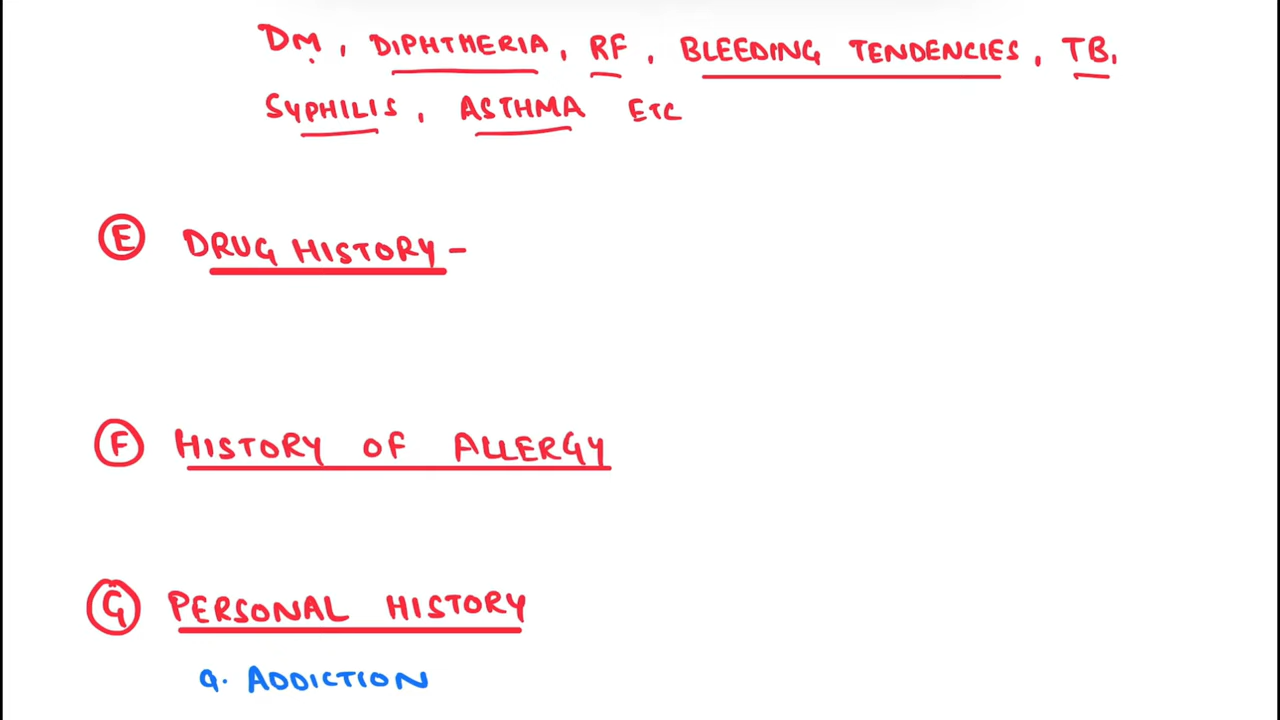 DM, DIPHTHERIA, RF, BLEEDING TENDENCIES, TB,
SYPHILIS, ASTHMA ETC
E DRUG HISTORY -
F HISTORY OF ALLERGY
G PERSONAL HISTORY
a. ADDICTION